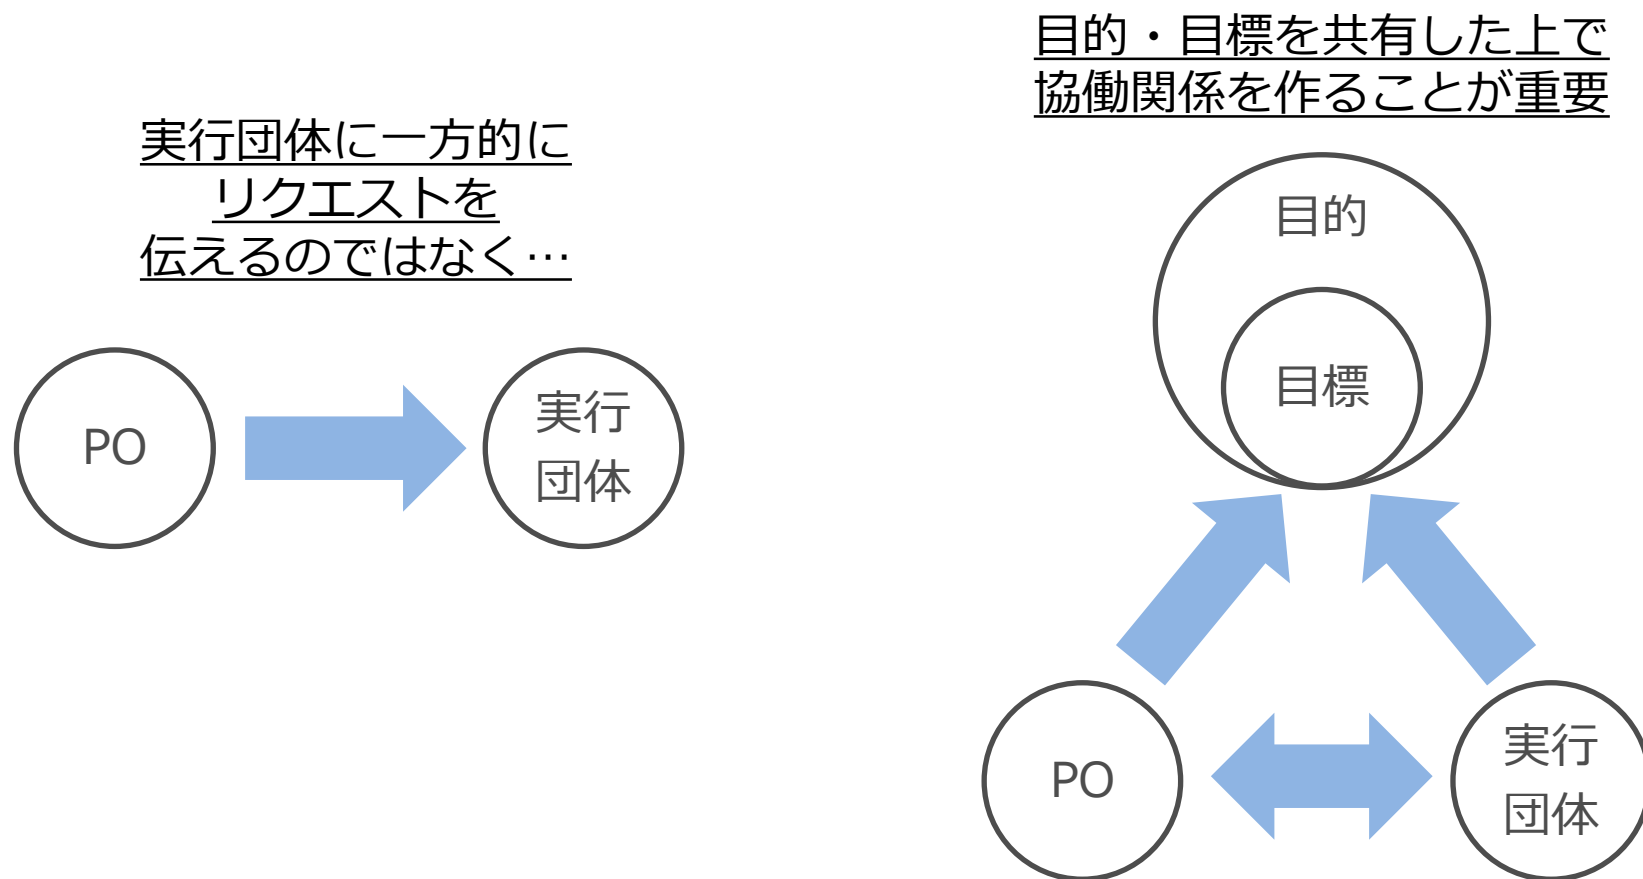 実行団体に一方的に
リクエストを
伝えるのではなく…
PO
実行
団体
目的・目標を共有した上で
協働関係を作ることが重要
目的
目標
PO
実行
団体